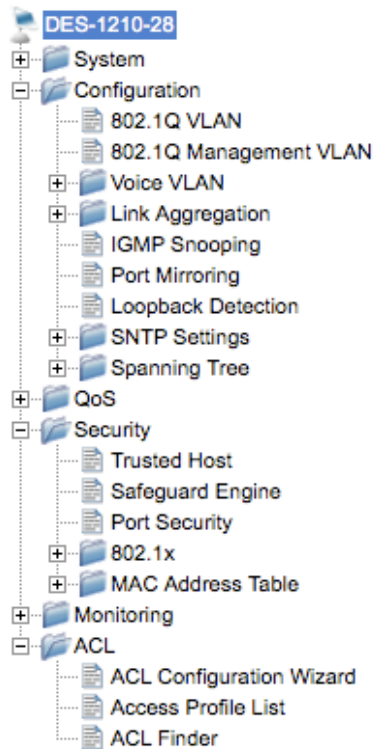 DES-1210-28
System
Configuration
802.1Q VLAN
802.1Q Management VLAN
Voice VLAN
Link Aggregation
IGMP Snooping
Port Mirroring
Loopback Detection
SNTP Settings
Spanning Tree
QoS
Security
Trusted Host
Safeguard Engine
Port Security
802.1x
MAC Address Table
Monitoring
ACL
ACL Configuration Wizard
Access Profile List
ACL Finder